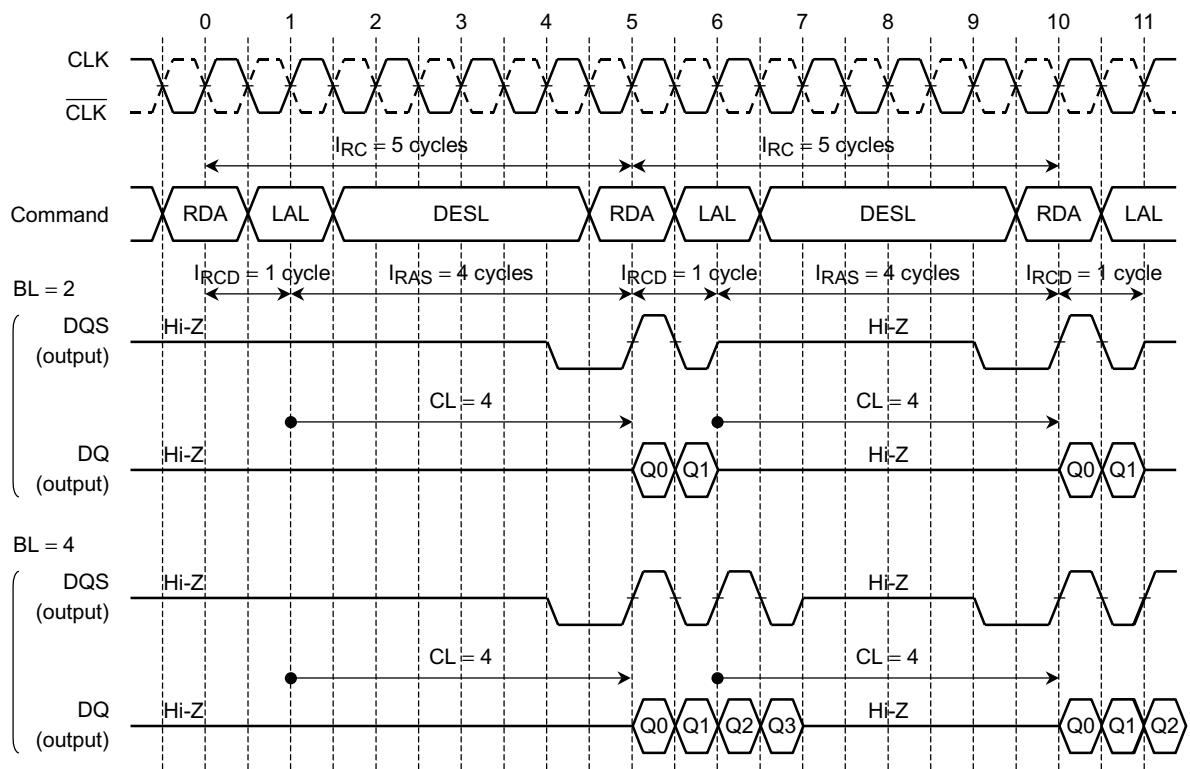 0 1 2 3 4 5 6 7 8 9 10 11
CLK
CLK
IRC = 5 cycles IRC = 5 cycles
Command RDA LAL DESL RDA LAL DESL RDA LAL
IRCD = 1 cycle IRAS = 4 cycles IRCD = 1 cycle IRAS = 4 cycles IRCD = 1 cycle
BL = 2
DQS Hi-Z Hi-Z
(output)
CL = 4 CL = 4
DQ Hi-Z Q0 Q1 Hi-Z Q0 Q1
(output)
BL = 4
DQS Hi-Z Hi-Z
(output)
CL = 4 CL = 4
DQ Hi-Z Q0 Q1 Q2 Q3 Hi-Z Q0 Q1 Q2
(output)